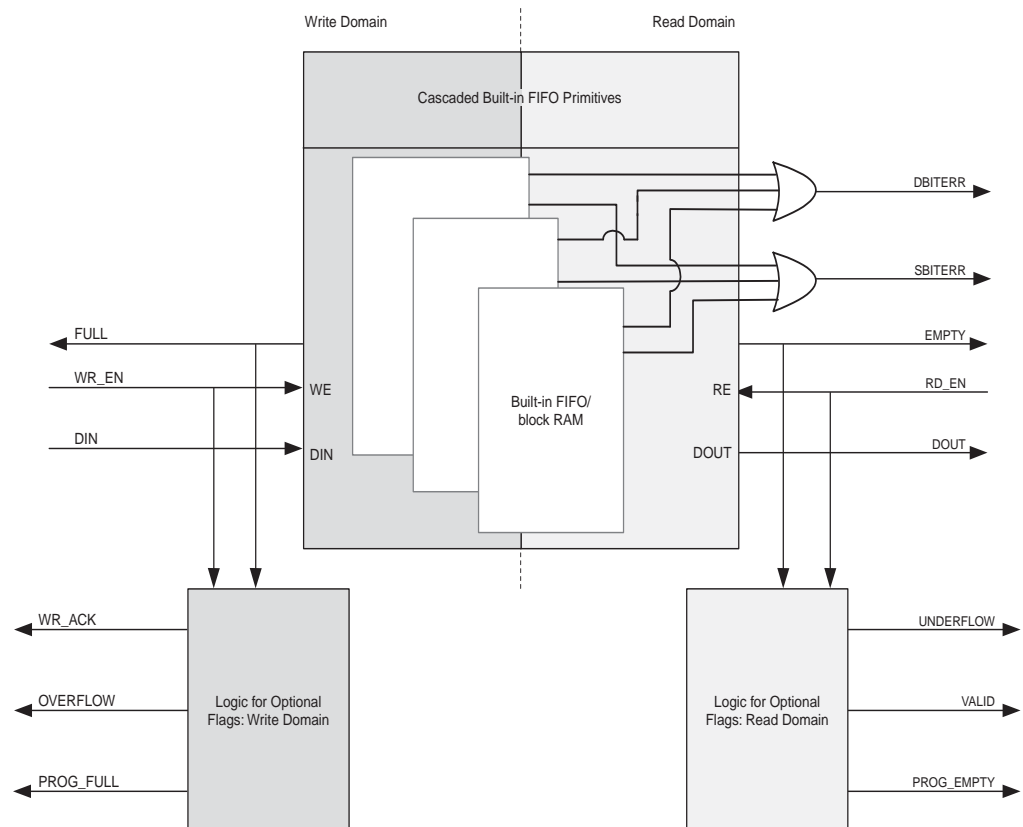 Write Domain
Read Domain
Cascaded Built-in FIFO Primitives
DBITERR
SBITERR
FULL
EMPTY
WR_EN
WE
RE
RD_EN
Built-in FIFO/
block RAM
DIN
DIN
DOUT
DOUT
WR_ACK
UNDERFLOW
OVERFLOW
Logic for Optional
Flags: Write Domain
Logic for Optional
Flags: Read Domain
VALID
PROG_FULL
PROG_EMPTY